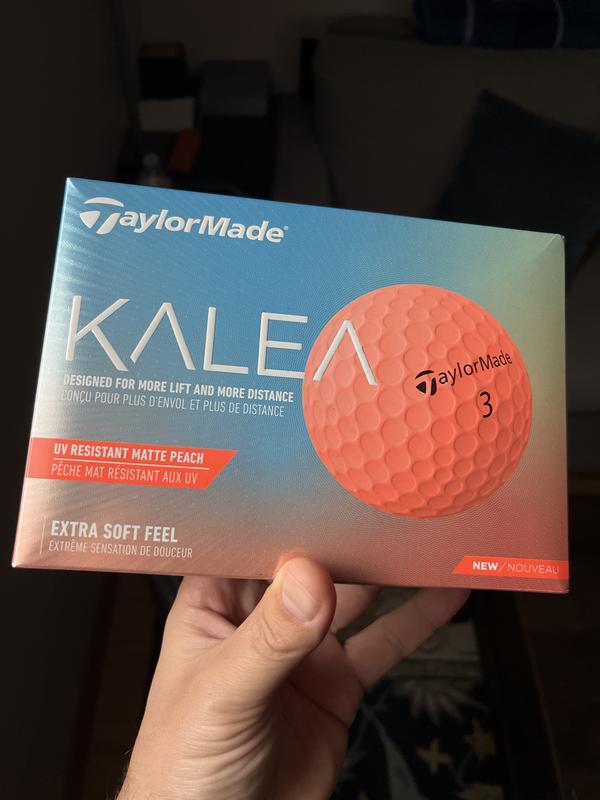 TaylorMade®
KALEA
DESIGNED FOR MORE LIFT AND MORE DISTANCE
CONÇU POUR PLUS D'ENVOL ET PLUS DE DISTANCE
TaylorMade
3
UV RESISTANT MATTE PEACH
PÊCHE MAT RÉSISTANT AUX UV
EXTRA SOFT FEEL
EXTRÊME SENSATION DE DOUCEUR
NEW/NOUVEAU